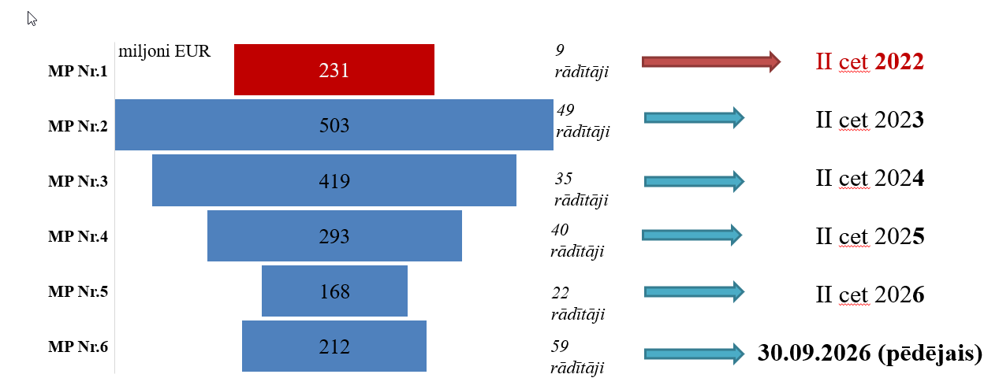 miljoni EUR
MP Nr.1
231
9
rādītāji
II cet 2022
MP Nr.2
503
49
rādītāji
II cet 2023
MP Nr.3
419
35
rādītāji
II cet 2024
MP Nr.4
293
40
rādītāji
II cet 2025
MP Nr.5
168
22
rādītāji
II cet 2026
MP Nr.6
212
59
rādītāji
30.09.2026 (pēdējais)